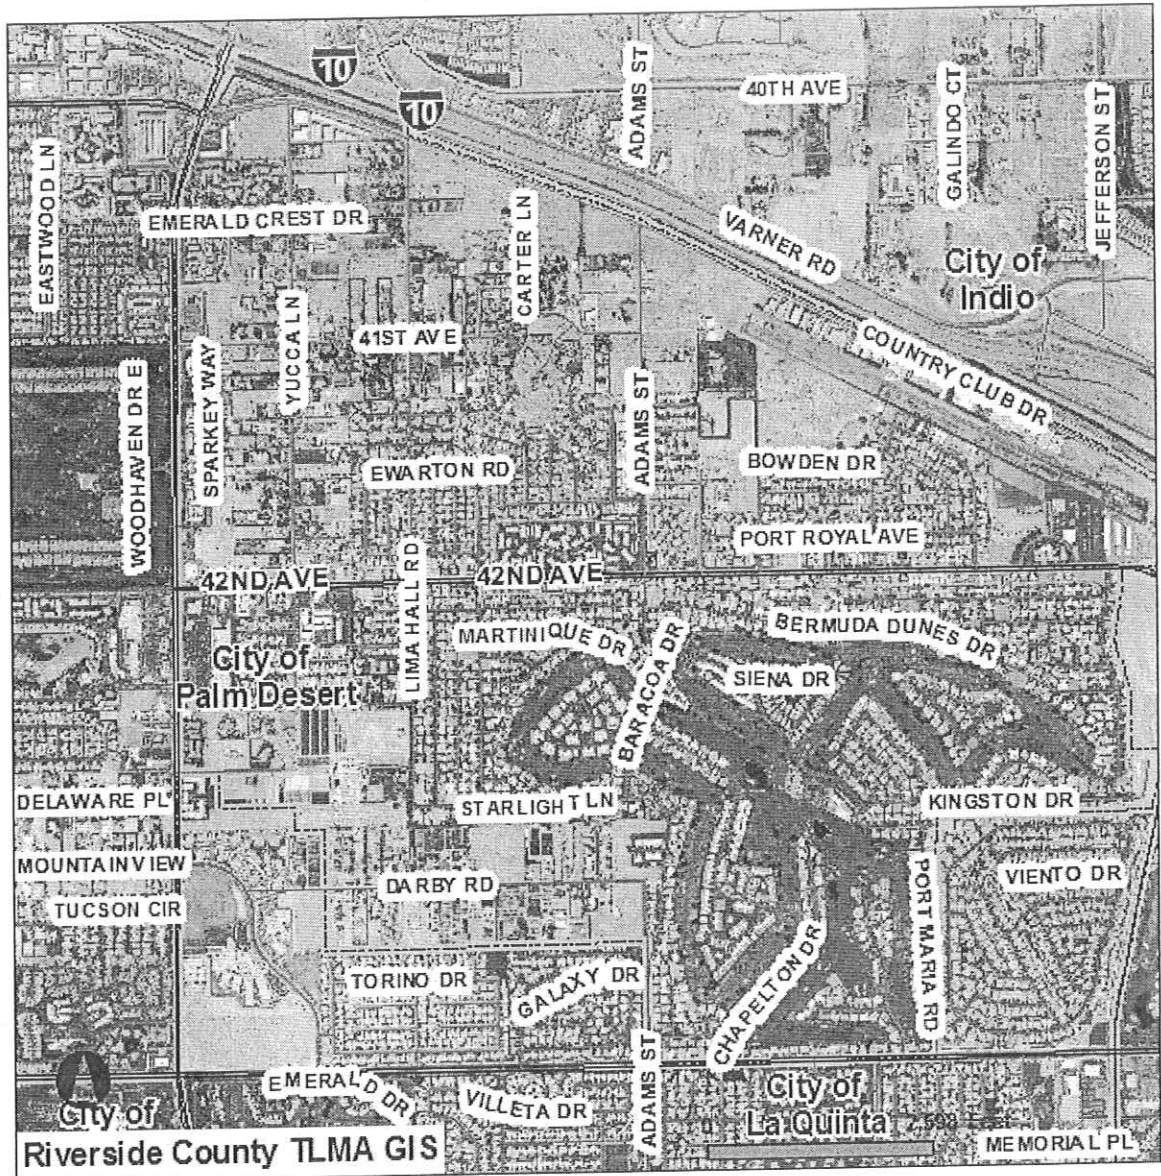 10
10
ADAMS ST
40TH AVE
GALINDO CT
JEFFERSON ST
EASTWOOD LN
EMERALD CREST DR
CARTER LN
VARNER RD
City of
Indio
YUCCA LN
41ST AVE
COUNTRY CLUB DR
WOODHAVEN DR E
SPARKEY WAY
ADAMS ST
EWARTON RD
BOWDEN DR
PORT ROYAL AVE
42ND AVE
LIMA HALL RD
42ND AVE
MARTINIQUE DR
BARACOA DR
BERMUDA DUNES DR
City of
Palm Desert
SIENA DR
DELAWARE PL
STARLIGHT LN
KINGSTON DR
MOUNTAIN VIEW
DARBY RD
PORT MARIA RD
VIENTO DR
TUCSON CIR
TORINO DR
GALAXY DR
CHAPELTON DR
EMERALD DR
VILLETA DR
ADAMS ST
City of
La Quinta
City of
MEMORIAL PL
Riverside County TLMA GIS